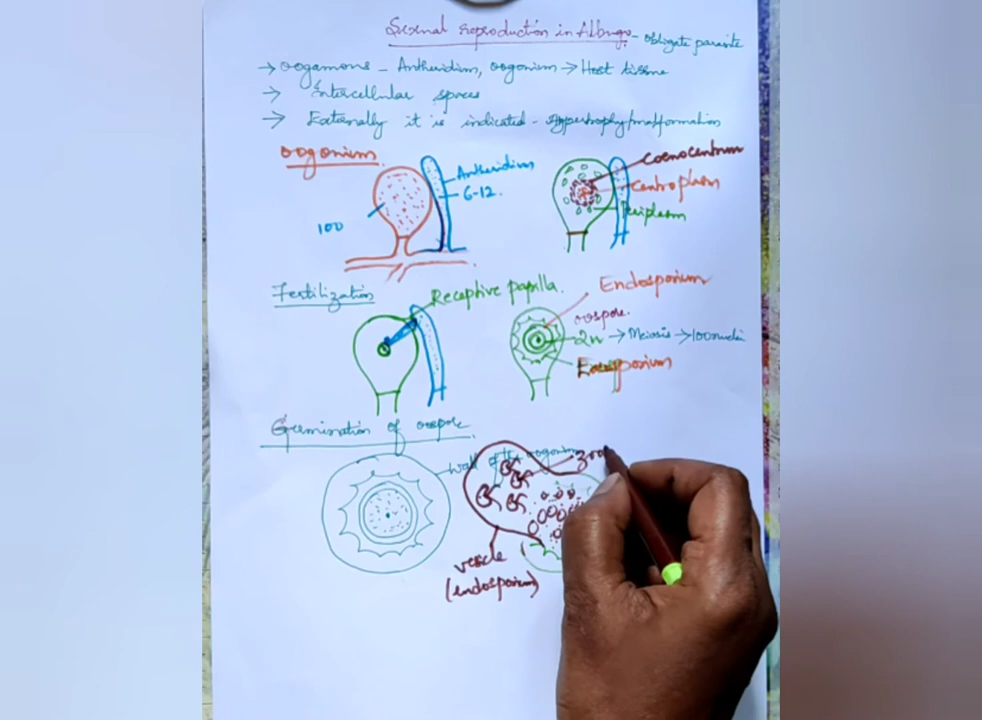 Sexual reproduction in Albugo - obligate parasite
→ oogamous - Antheridium, oogonium → Host tissue
→ Intercellular spaces
→ Externally it is indicated - Hypertrophy/malformation
oogonium
Antheridium
6-12.
100
Coenocentrum
Centroplasm
Periplasm
Fertilization
Receptive papilla.
Endosporium
oospore.
2n → Meiosis → 100 nuclei
Exosporium
Germination of oospore
Wall of the oogonium
zoo
vesicle
(endosporium)